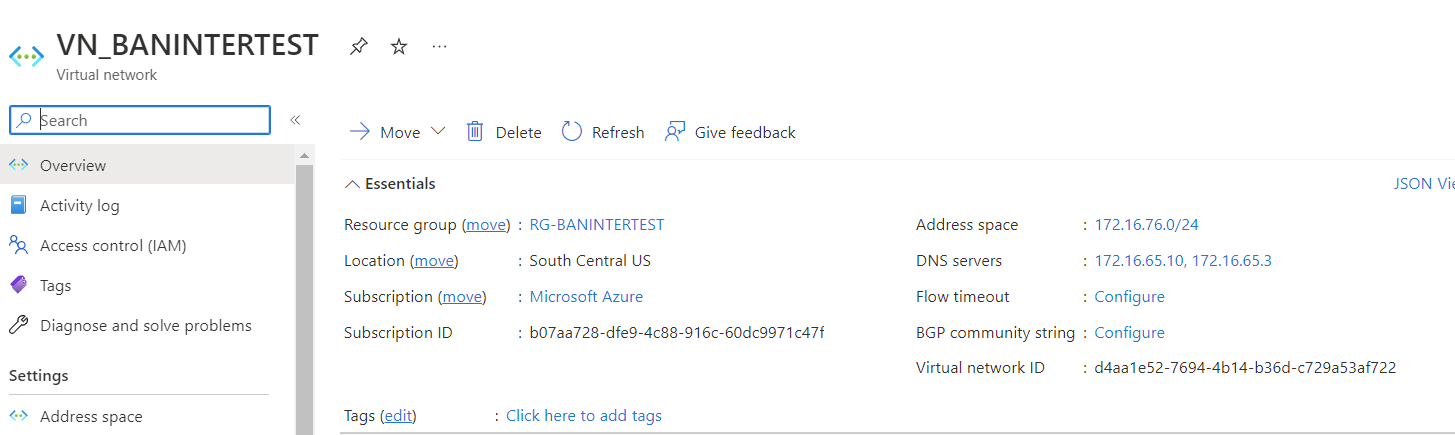 VN_BANINTERTEST
Virtual network
Search
Overview
Activity log
Access control (IAM)
Tags
Diagnose and solve problems
Settings
Address space
Move
Delete
Refresh
Give feedback
Essentials
JSON Vie
Resource group (move) : RG-BANINTERTEST
Location (move) : South Central US
Subscription (move) : Microsoft Azure
Subscription ID : b07aa728-dfe9-4c88-916c-60dc9971c47f
Address space : 172.16.76.0/24
DNS servers : 172.16.65.10, 172.16.65.3
Flow timeout : Configure
BGP community string : Configure
Virtual network ID : d4aa1e52-7694-4b14-b36d-c729a53af722
Tags (edit) : Click here to add tags